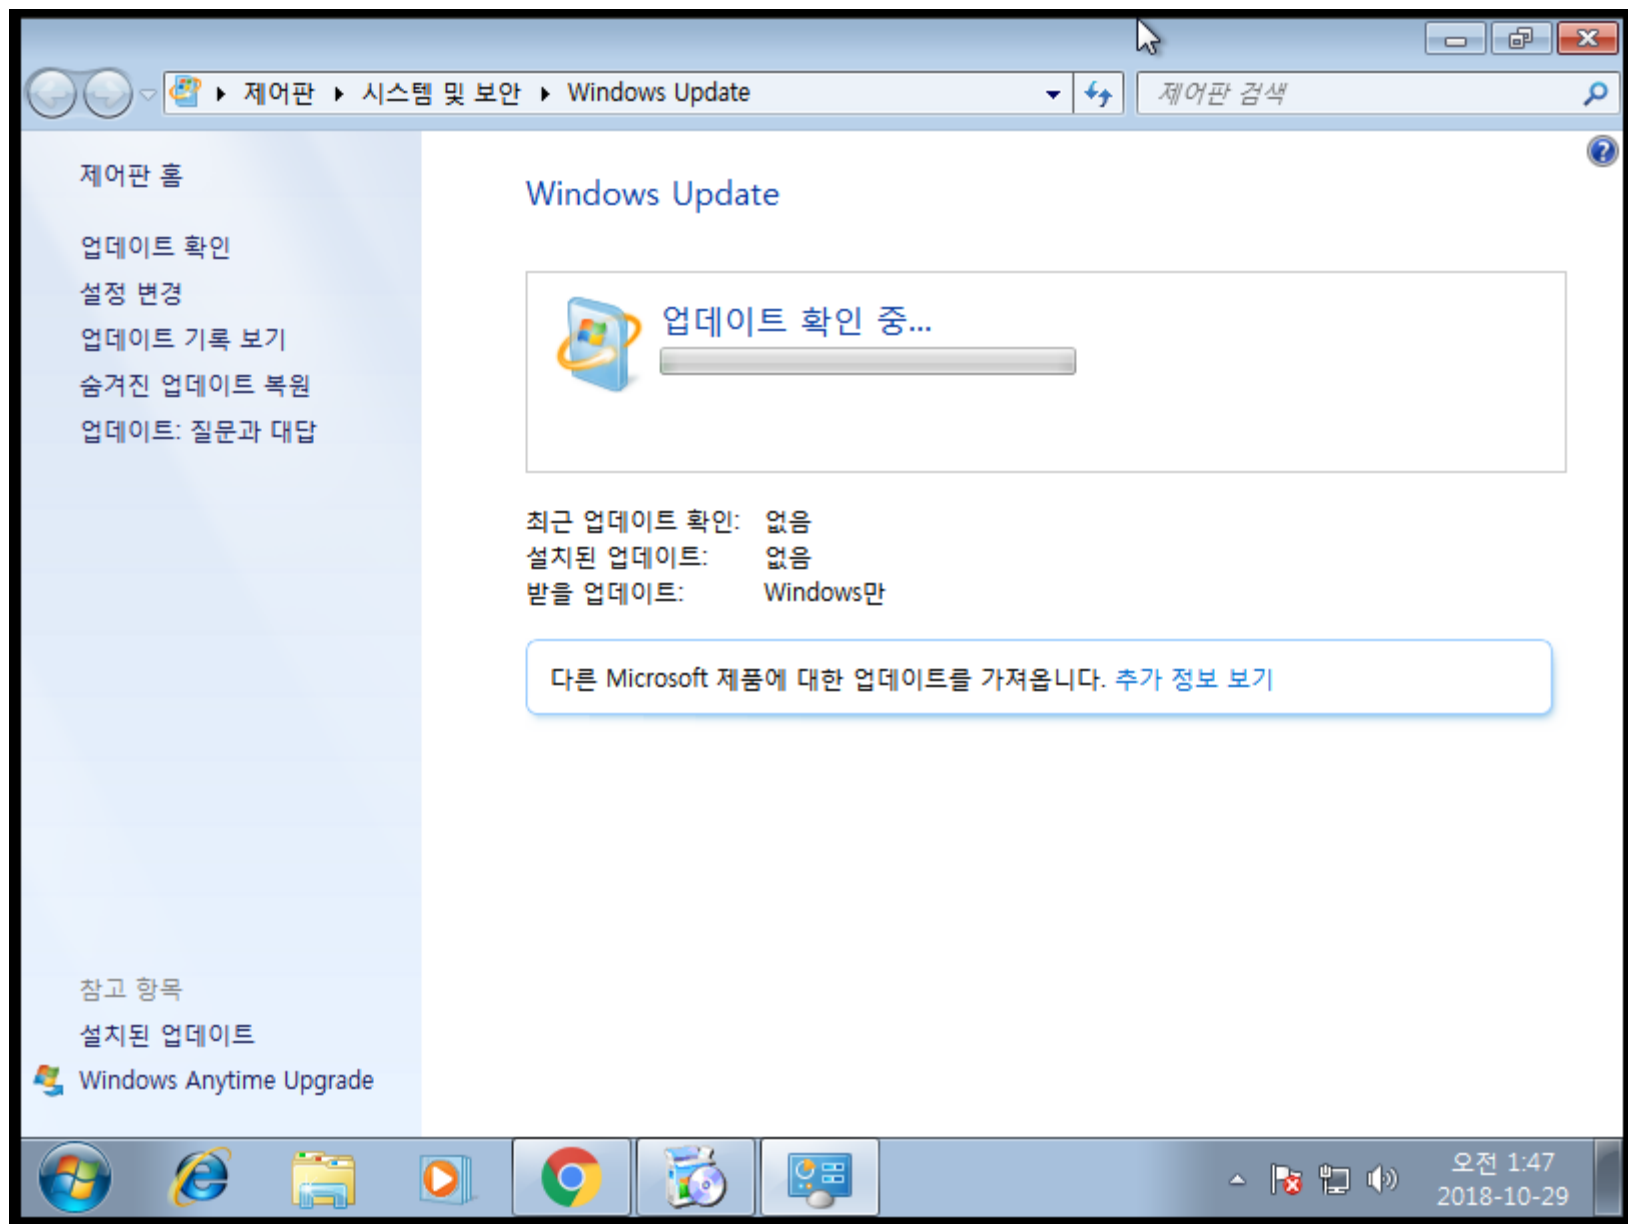 제어판 ▸ 시스템 및 보안 ▸ Windows Update
제어판 검색
제어판 홈
업데이트 확인
설정 변경
업데이트 기록 보기
숨겨진 업데이트 복원
업데이트: 질문과 대답
Windows Update
업데이트 확인 중...
최근 업데이트 확인: 없음
설치된 업데이트: 없음
받을 업데이트: Windows만
다른 Microsoft 제품에 대한 업데이트를 가져옵니다. 추가 정보 보기
참고 항목
설치된 업데이트
Windows Anytime Upgrade
오전 1:47
2018-10-29